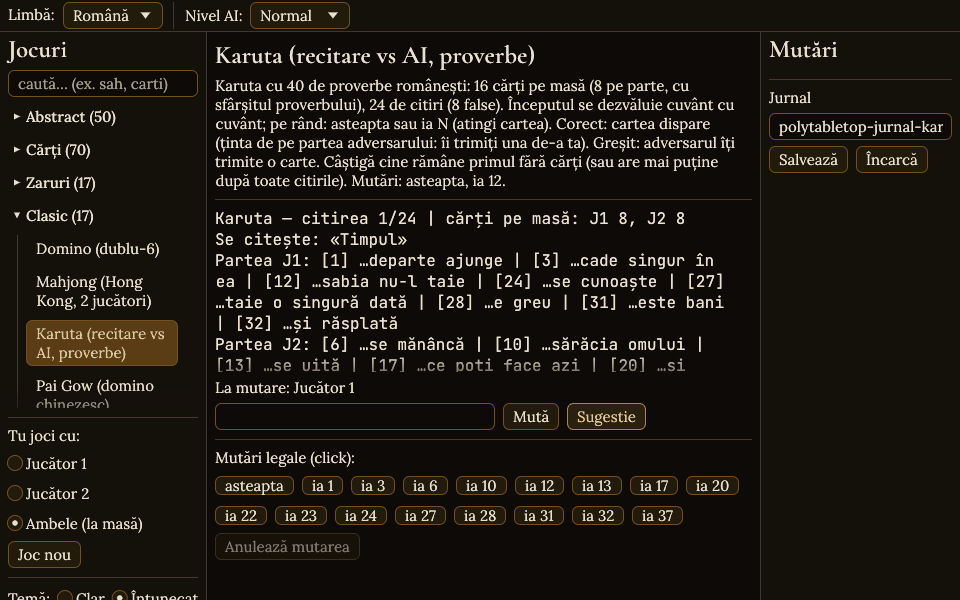 Limbă: Română ▼ Nivel AI: Normal ▼
Jocuri
caută... (ex. sah, carti)
▸ Abstract (50)
▸ Cărți (70)
▸ Zaruri (17)
▾ Clasic (17)
Domino (dublu-6)
Mahjong (Hong
Kong, 2 jucători)
Karuta (recitare vs
AI, proverbe)
Pai Gow (domino
chinezesc)
Tu joci cu:
Jucător 1
Jucător 2
Ambele (la masă)
Joc nou
Temă: Clar Întunecat
Karuta (recitare vs AI, proverbe)
Karuta cu 40 de proverbe românești: 16 cărți pe masă (8 pe parte, cu
sfârșitul proverbului), 24 de citiri (8 false). Începutul se dezvăluie cuvânt cu
cuvânt; pe rând: asteapta sau ia N (atingi cartea). Corect: cartea dispare
(ținta de pe partea adversarului: îi trimiți una de-a ta). Greșit: adversarul îți
trimite o carte. Câștigă cine rămâne primul fără cărți (sau are mai puține
după toate citirile). Mutări: asteapta, ia 12.
Karuta — citirea 1/24 | cărți pe masă: J1 8, J2 8
Se citește: «Timpul»
Partea J1: [1] …departe ajunge | [3] …cade singur în
ea | [12] …sabia nu-l taie | [24] …se cunoaște | [27]
…taie o singură dată | [28] …e greu | [31] …este bani
| [32] …și răsplată
Partea J2: [6] …se mănâncă | [10] …sărăcia omului |
[13] …se uită | [17] …ce poți face azi | [20] …și
La mutare: Jucător 1
Mută Sugestie
Mutări legale (click):
asteapta ia 1 ia 3 ia 6 ia 10 ia 12 ia 13 ia 17 ia 20
ia 22 ia 23 ia 24 ia 27 ia 28 ia 31 ia 32 ia 37
Anulează mutarea
Mutări
Jurnal
polytabletop-jurnal-kar
Salvează Încarcă